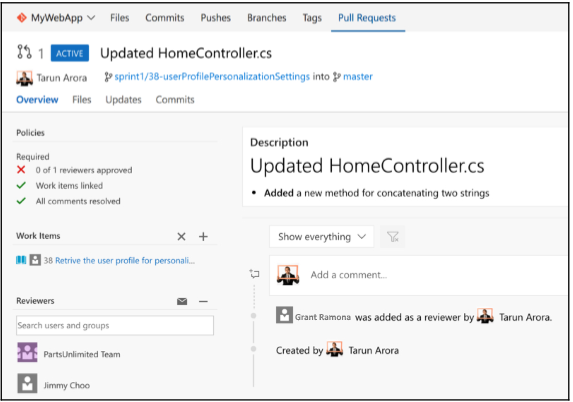 MyWebApp Files Commits Pushes Branches Tags Pull Requests
1 ACTIVE Updated HomeController.cs
Tarun Arora sprint1/38-userProfilePersonalizationSettings into master
Overview Files Updates Commits
Policies
Required
0 of 1 reviewers approved
Work items linked
All comments resolved
Work Items
38 Retrive the user profile for personali...
Reviewers
Search users and groups
PartsUnlimited Team
Jimmy Choo
Description
Updated HomeController.cs
• Added a new method for concatenating two strings
Show everything
Add a comment...
Grant Ramona was added as a reviewer by Tarun Arora.
Created by Tarun Arora